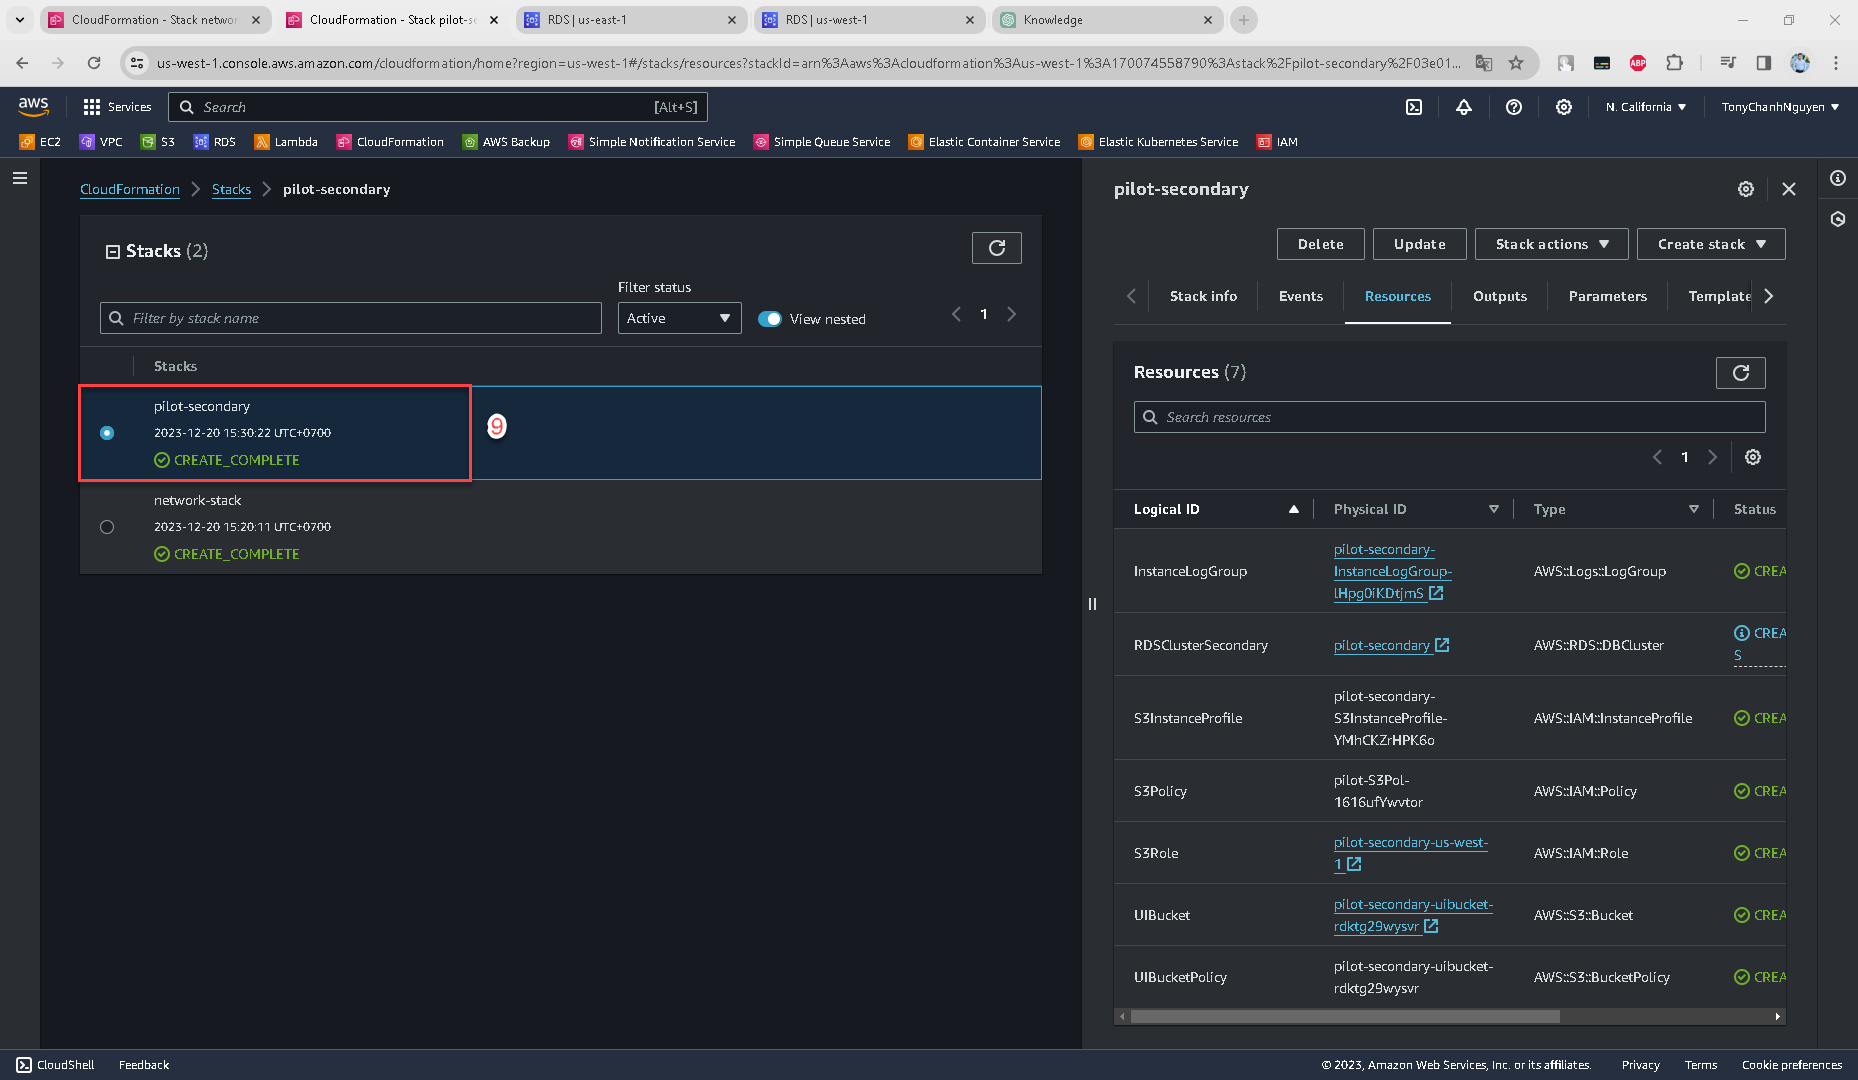 CloudFormation - Stack networ
CloudFormation - Stack pilot-se
RDS | us-east-1
RDS | us-west-1
Knowledge
us-west-1.console.aws.amazon.com/cloudformation/home?region=us-west-1#/stacks/resources?stackId=arn%3Aaws%3Acloudformation%3Aus-west-1%3A170074558790%3Astack%2Fpilot-secondary%2F03e01...
ABP
aws
Services
Search
[Alt+S]
N. California
TonyChanhNguyen
EC2
VPC
S3
RDS
Lambda
CloudFormation
AWS Backup
Simple Notification Service
Simple Queue Service
Elastic Container Service
Elastic Kubernetes Service
IAM
CloudFormation
Stacks
pilot-secondary
Stacks (2)
Filter status
Filter by stack name
Active
View nested
1
Stacks
pilot-secondary
2023-12-20 15:30:22 UTC+0700
CREATE_COMPLETE
9
network-stack
2023-12-20 15:20:11 UTC+0700
CREATE_COMPLETE
pilot-secondary
Delete
Update
Stack actions
Create stack
Stack info
Events
Resources
Outputs
Parameters
Template
Resources (7)
Search resources
1
Logical ID
Physical ID
Type
Status
InstanceLogGroup
pilot-secondary-
InstanceLogGroup-
lHpg0iKDtjmS
AWS::Logs::LogGroup
CREA
RDSClusterSecondary
pilot-secondary
AWS::RDS::DBCluster
CREA
S
S3InstanceProfile
pilot-secondary-
S3InstanceProfile-
YMhCKZrHPK6o
AWS::IAM::InstanceProfile
CREA
S3Policy
pilot-S3Pol-
1616ufYwvtor
AWS::IAM::Policy
CREA
S3Role
pilot-secondary-us-west-
1
AWS::IAM::Role
CREA
UIBucket
pilot-secondary-uibucket-
rdktg29wysvr
AWS::S3::Bucket
CREA
UIBucketPolicy
pilot-secondary-uibucket-
rdktg29wysvr
AWS::S3::BucketPolicy
CREA
CloudShell
Feedback
© 2023, Amazon Web Services, Inc. or its affiliates.
Privacy
Terms
Cookie preferences